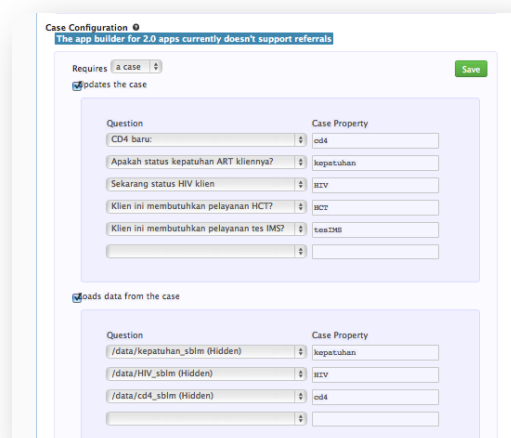 Case Configuration
The app builder for 2.0 apps currently doesn't support referrals
Requires a case
Save
Updates the case
Question Case Property
CD4 baru: cd4
Apakah status kepatuhan ART kliennya? kepatuhan
Sekarang status HIV klien HIV
Klien ini membutuhkan pelayanan HCT? HCT
Klien ini membutuhkan pelayanan tes IMS? tesIMS
Loads data from the case
Question Case Property
/data/kepatuhan_sblm (Hidden) kepatuhan
/data/HIV_sblm (Hidden) HIV
/data/cd4_sblm (Hidden) cd4